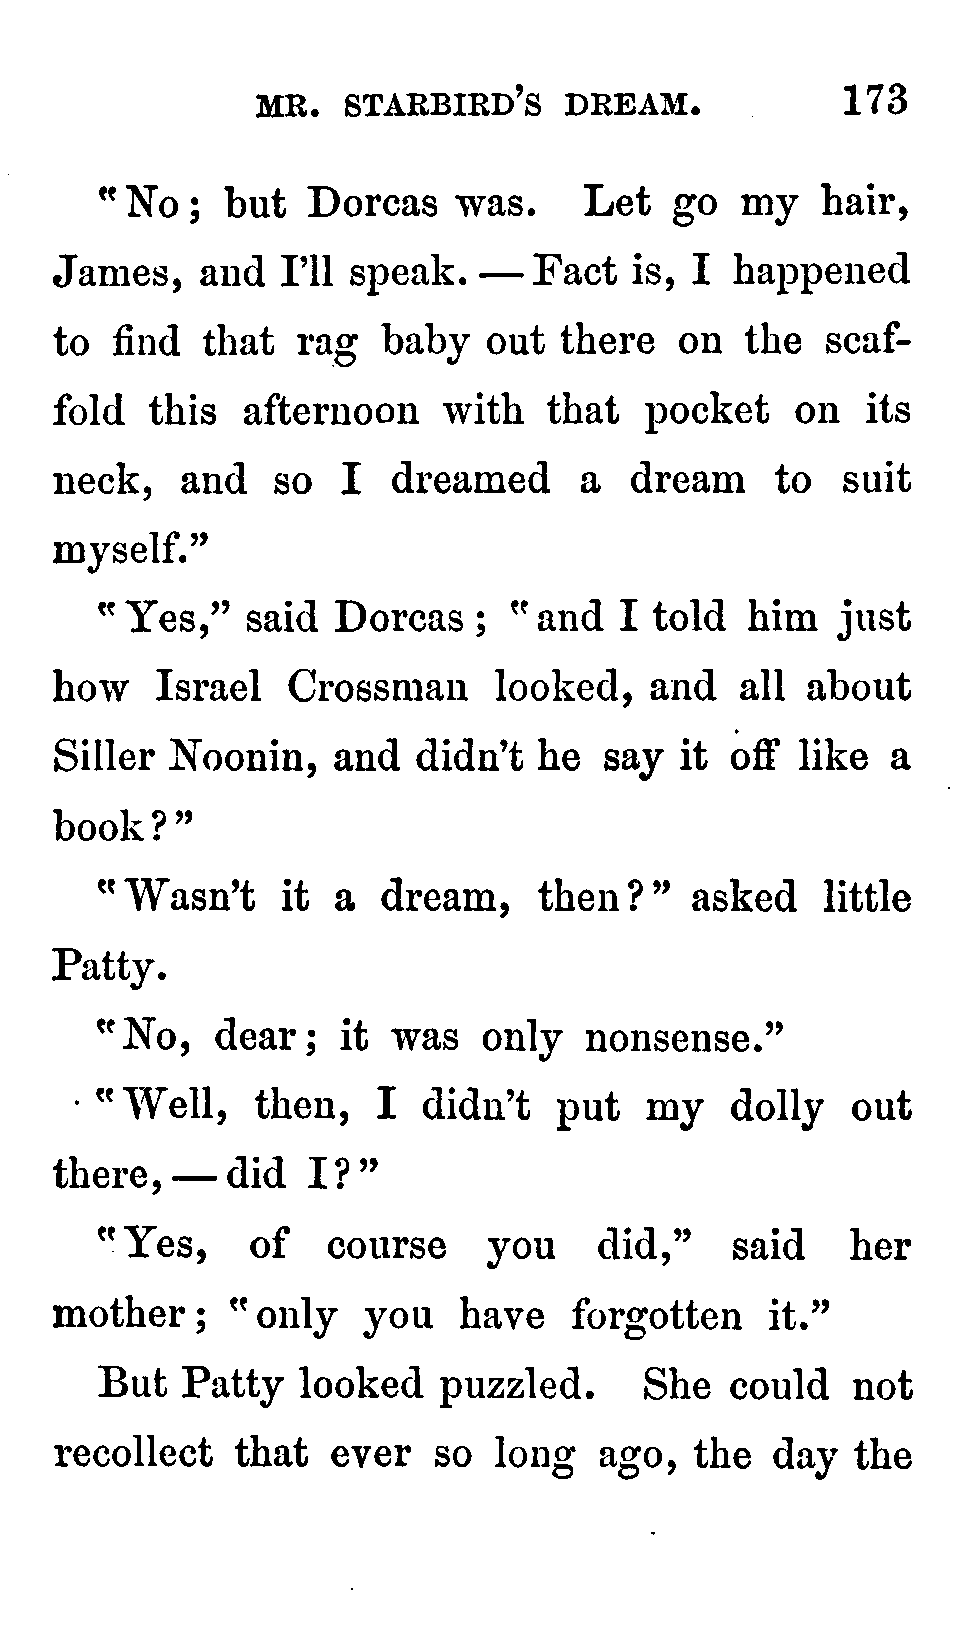 MR. STARBIRD'S DREAM. 173
"No; but Dorcas was. Let go my hair,
James, and I'll speak. — Fact is, I happened
to find that rag baby out there on the scaf-
fold this afternoon with that pocket on its
neck, and so I dreamed a dream to suit
myself."
"Yes," said Dorcas; "and I told him just
how Israel Crossman looked, and all about
Siller Noonin, and didn't he say it off like a
book?"
"Wasn't it a dream, then?" asked little
Patty.
"No, dear; it was only nonsense."
"Well, then, I didn't put my dolly out
there, — did I?"
"Yes, of course you did," said her
mother; "only you have forgotten it."
But Patty looked puzzled. She could not
recollect that ever so long ago, the day the